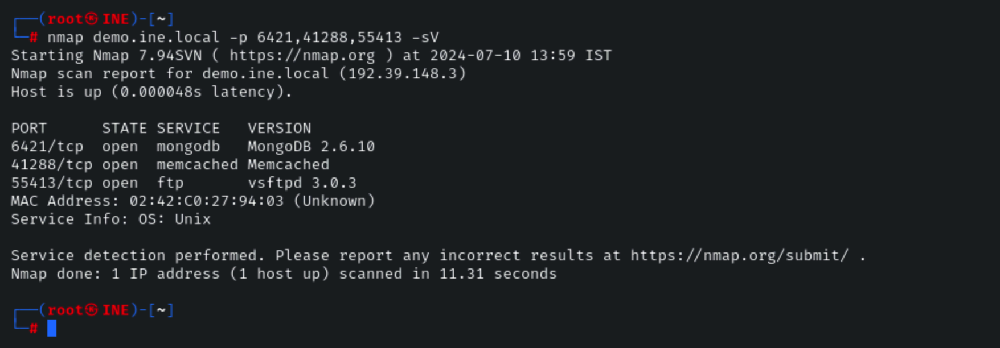 ┌──(root㉿INE)-[~]
└─# nmap demo.ine.local -p 6421,41288,55413 -sV
Starting Nmap 7.94SVN ( https://nmap.org ) at 2024-07-10 13:59 IST
Nmap scan report for demo.ine.local (192.39.148.3)
Host is up (0.000048s latency).

PORT      STATE SERVICE   VERSION
6421/tcp  open  mongodb   MongoDB 2.6.10
41288/tcp open  memcached Memcached
55413/tcp open  ftp       vsftpd 3.0.3
MAC Address: 02:42:C0:27:94:03 (Unknown)
Service Info: OS: Unix

Service detection performed. Please report any incorrect results at https://nmap.org/submit/ .
Nmap done: 1 IP address (1 host up) scanned in 11.31 seconds

┌──(root㉿INE)-[~]
└─#